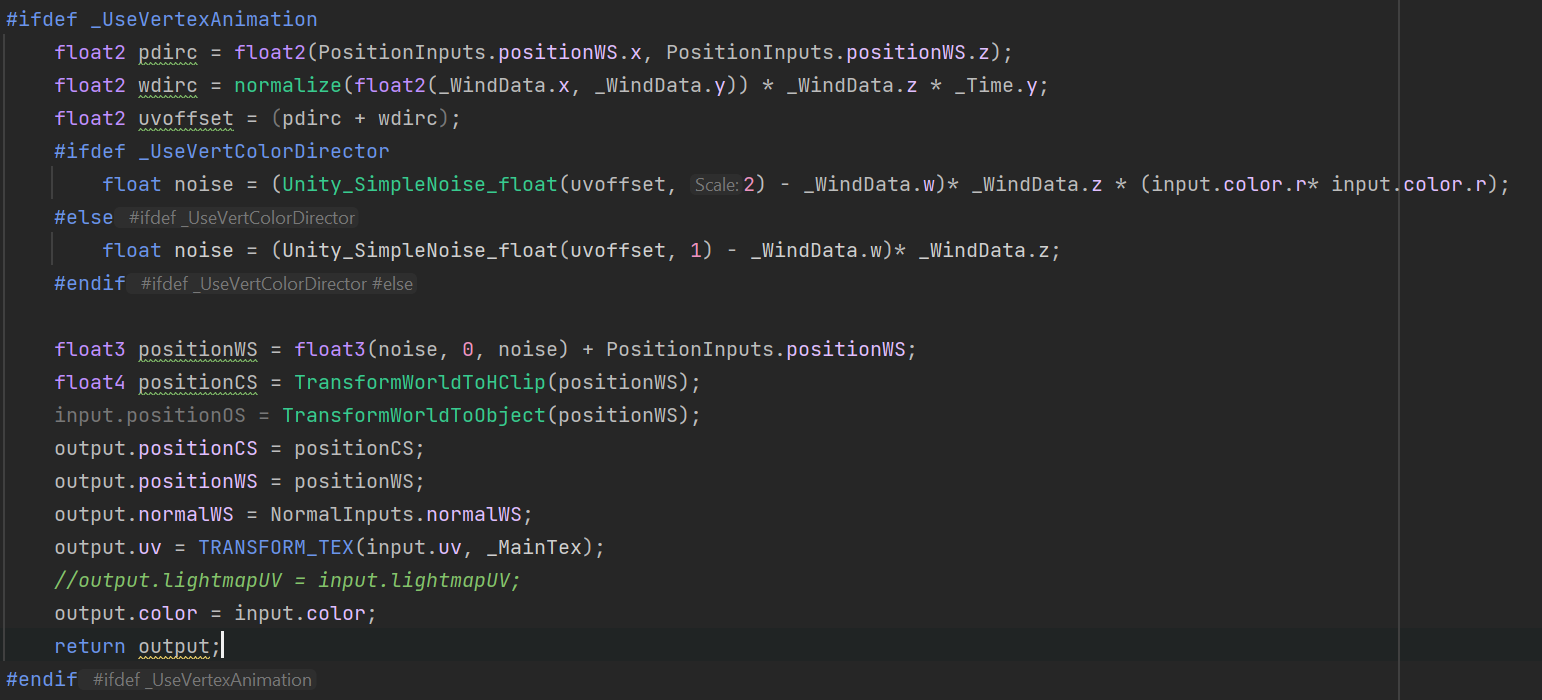 #ifdef _UseVertexAnimation
float2 pdirc = float2(PositionInputs.positionWS.x, PositionInputs.positionWS.z);
float2 wdirc = normalize(float2(_WindData.x, _WindData.y)) * _WindData.z * _Time.y;
float2 uvoffset = (pdirc + wdirc);
#ifdef _UseVertColorDirector
float noise = (Unity_SimpleNoise_float(uvoffset, Scale: 2) - _WindData.w)* _WindData.z * (input.color.r* input.color.r);
#else #ifdef _UseVertColorDirector
float noise = (Unity_SimpleNoise_float(uvoffset, 1) - _WindData.w)* _WindData.z;
#endif #ifdef _UseVertColorDirector #else
float3 positionWS = float3(noise, 0, noise) + PositionInputs.positionWS;
float4 positionCS = TransformWorldToHClip(positionWS);
input.positionOS = TransformWorldToObject(positionWS);
output.positionCS = positionCS;
output.positionWS = positionWS;
output.normalWS = NormalInputs.normalWS;
output.uv = TRANSFORM_TEX(input.uv, _MainTex);
//output.lightmapUV = input.lightmapUV;
output.color = input.color;
return output;
#endif #ifdef _UseVertexAnimation